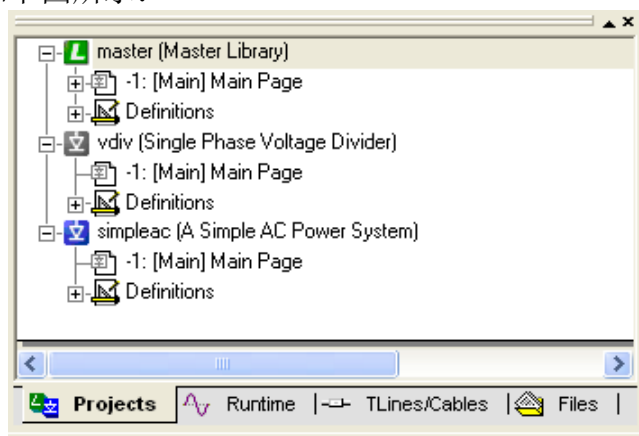 master (Master Library)
-1: [Main] Main Page
Definitions
vdiv (Single Phase Voltage Divider)
-1: [Main] Main Page
Definitions
simpleac (A Simple AC Power System)
-1: [Main] Main Page
Definitions
Projects Runtime TLines/Cables Files